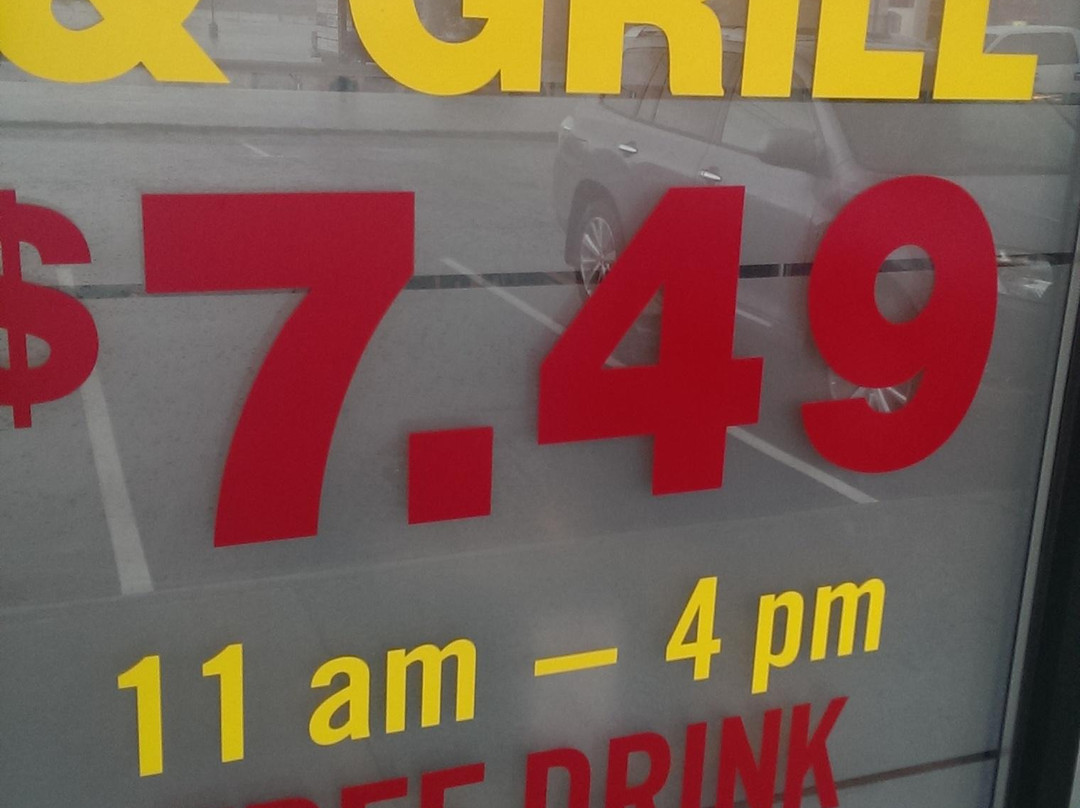 & GRILL
$7.49
11 am – 4 pm
DRINK